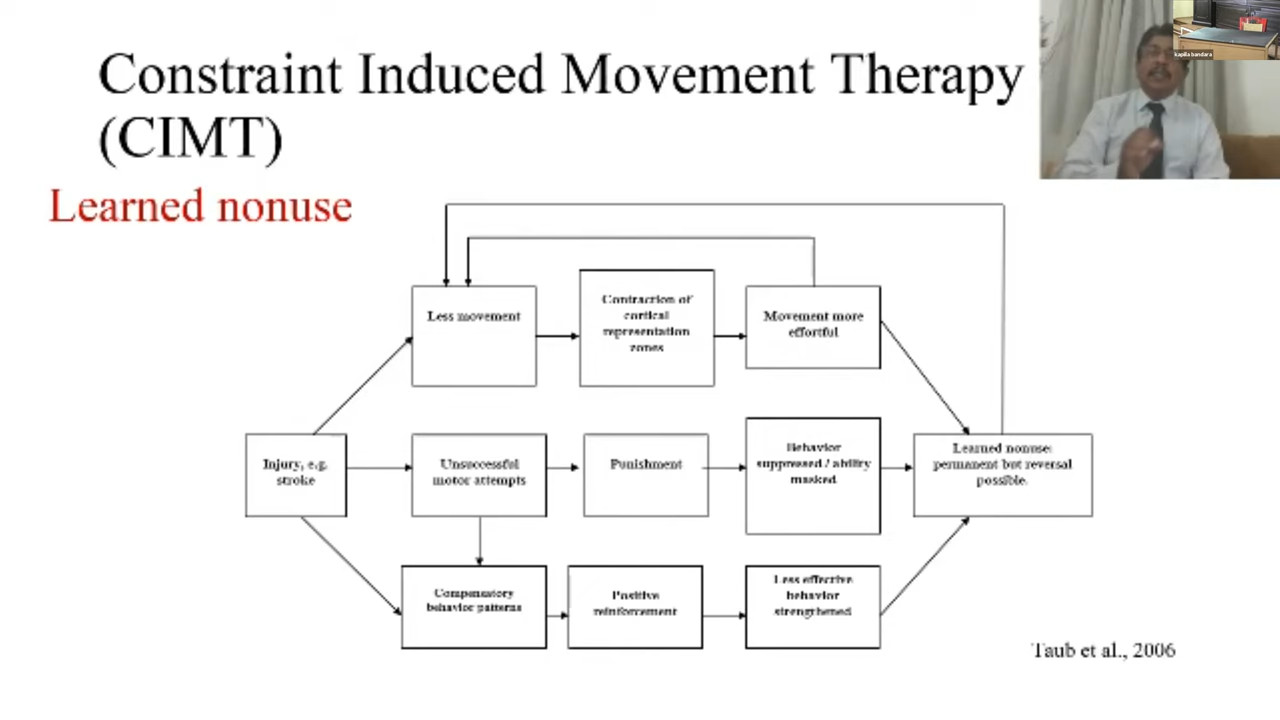 Constraint Induced Movement Therapy
(CIMT)
kapila bandara
Learned nonuse
Less movement
Contraction of
cortical
representation
zones
Movement more
effortful
Injury, e.g.
stroke
Unsuccessful
motor attempts
Punishment
Behavior
suppressed / ability
masked
Learned nonuse:
permanent but reversal
possible.
Compensatory
behavior patterns
Positive
reinforcement
Less effective
behavior
strengthened
Taub et al., 2006